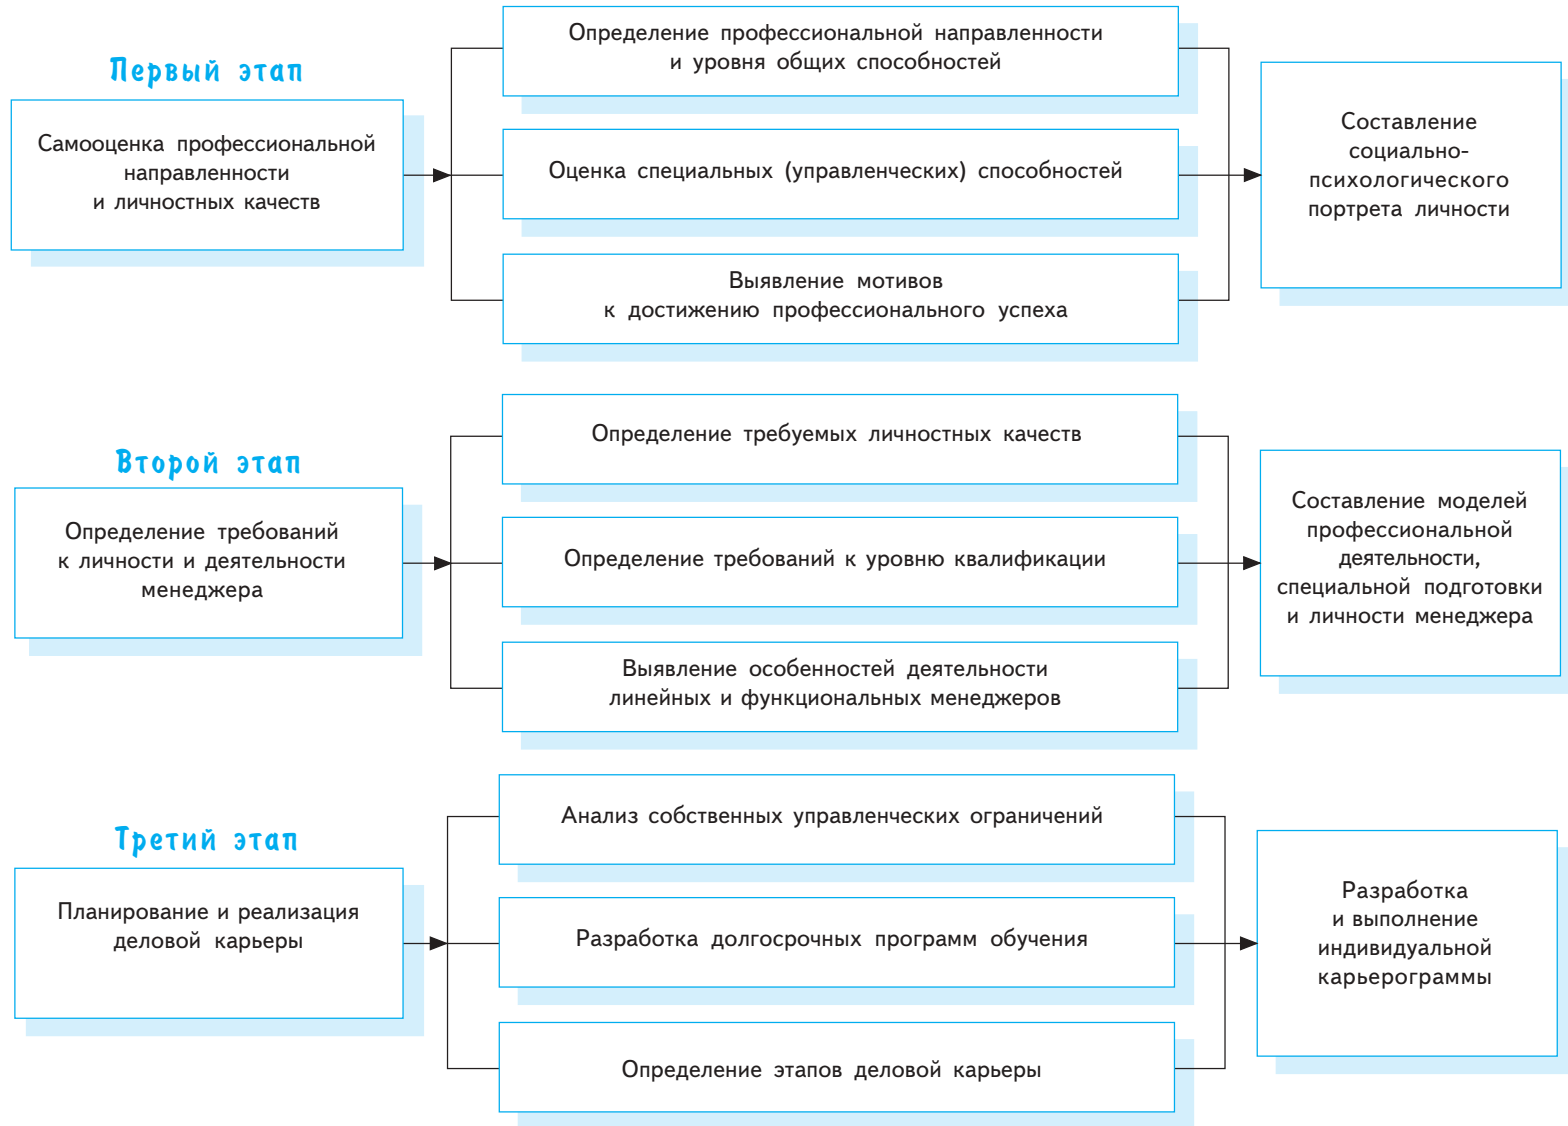 Первый этап
Самооценка профессиональной
направленности
и личностных качеств
Определение профессиональной направленности
и уровня общих способностей
Оценка специальных (управленческих) способностей
Выявление мотивов
к достижению профессионального успеха
Составление
социально-
психологического
портрета личности
Второй этап
Определение требований
к личности и деятельности
менеджера
Определение требуемых личностных качеств
Определение требований к уровню квалификации
Выявление особенностей деятельности
линейных и функциональных менеджеров
Составление моделей
профессиональной
деятельности,
специальной подготовки
и личности менеджера
Третий этап
Планирование и реализация
деловой карьеры
Анализ собственных управленческих ограничений
Разработка долгосрочных программ обучения
Определение этапов деловой карьеры
Разработка
и выполнение
индивидуальной
карьерограммы